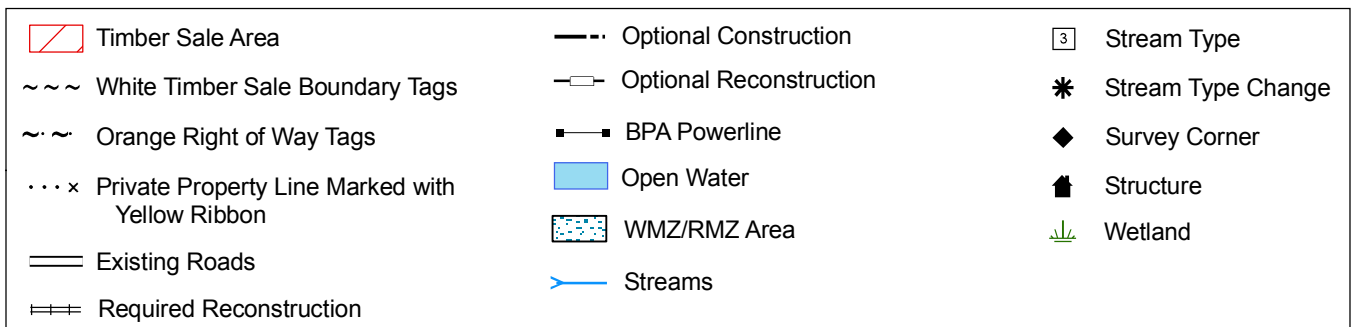 Timber Sale Area
White Timber Sale Boundary Tags
Orange Right of Way Tags
Private Property Line Marked with
Yellow Ribbon
Existing Roads
Required Reconstruction
Optional Construction
Optional Reconstruction
BPA Powerline
Open Water
WMZ/RMZ Area
Streams
3 Stream Type
Stream Type Change
Survey Corner
Structure
Wetland